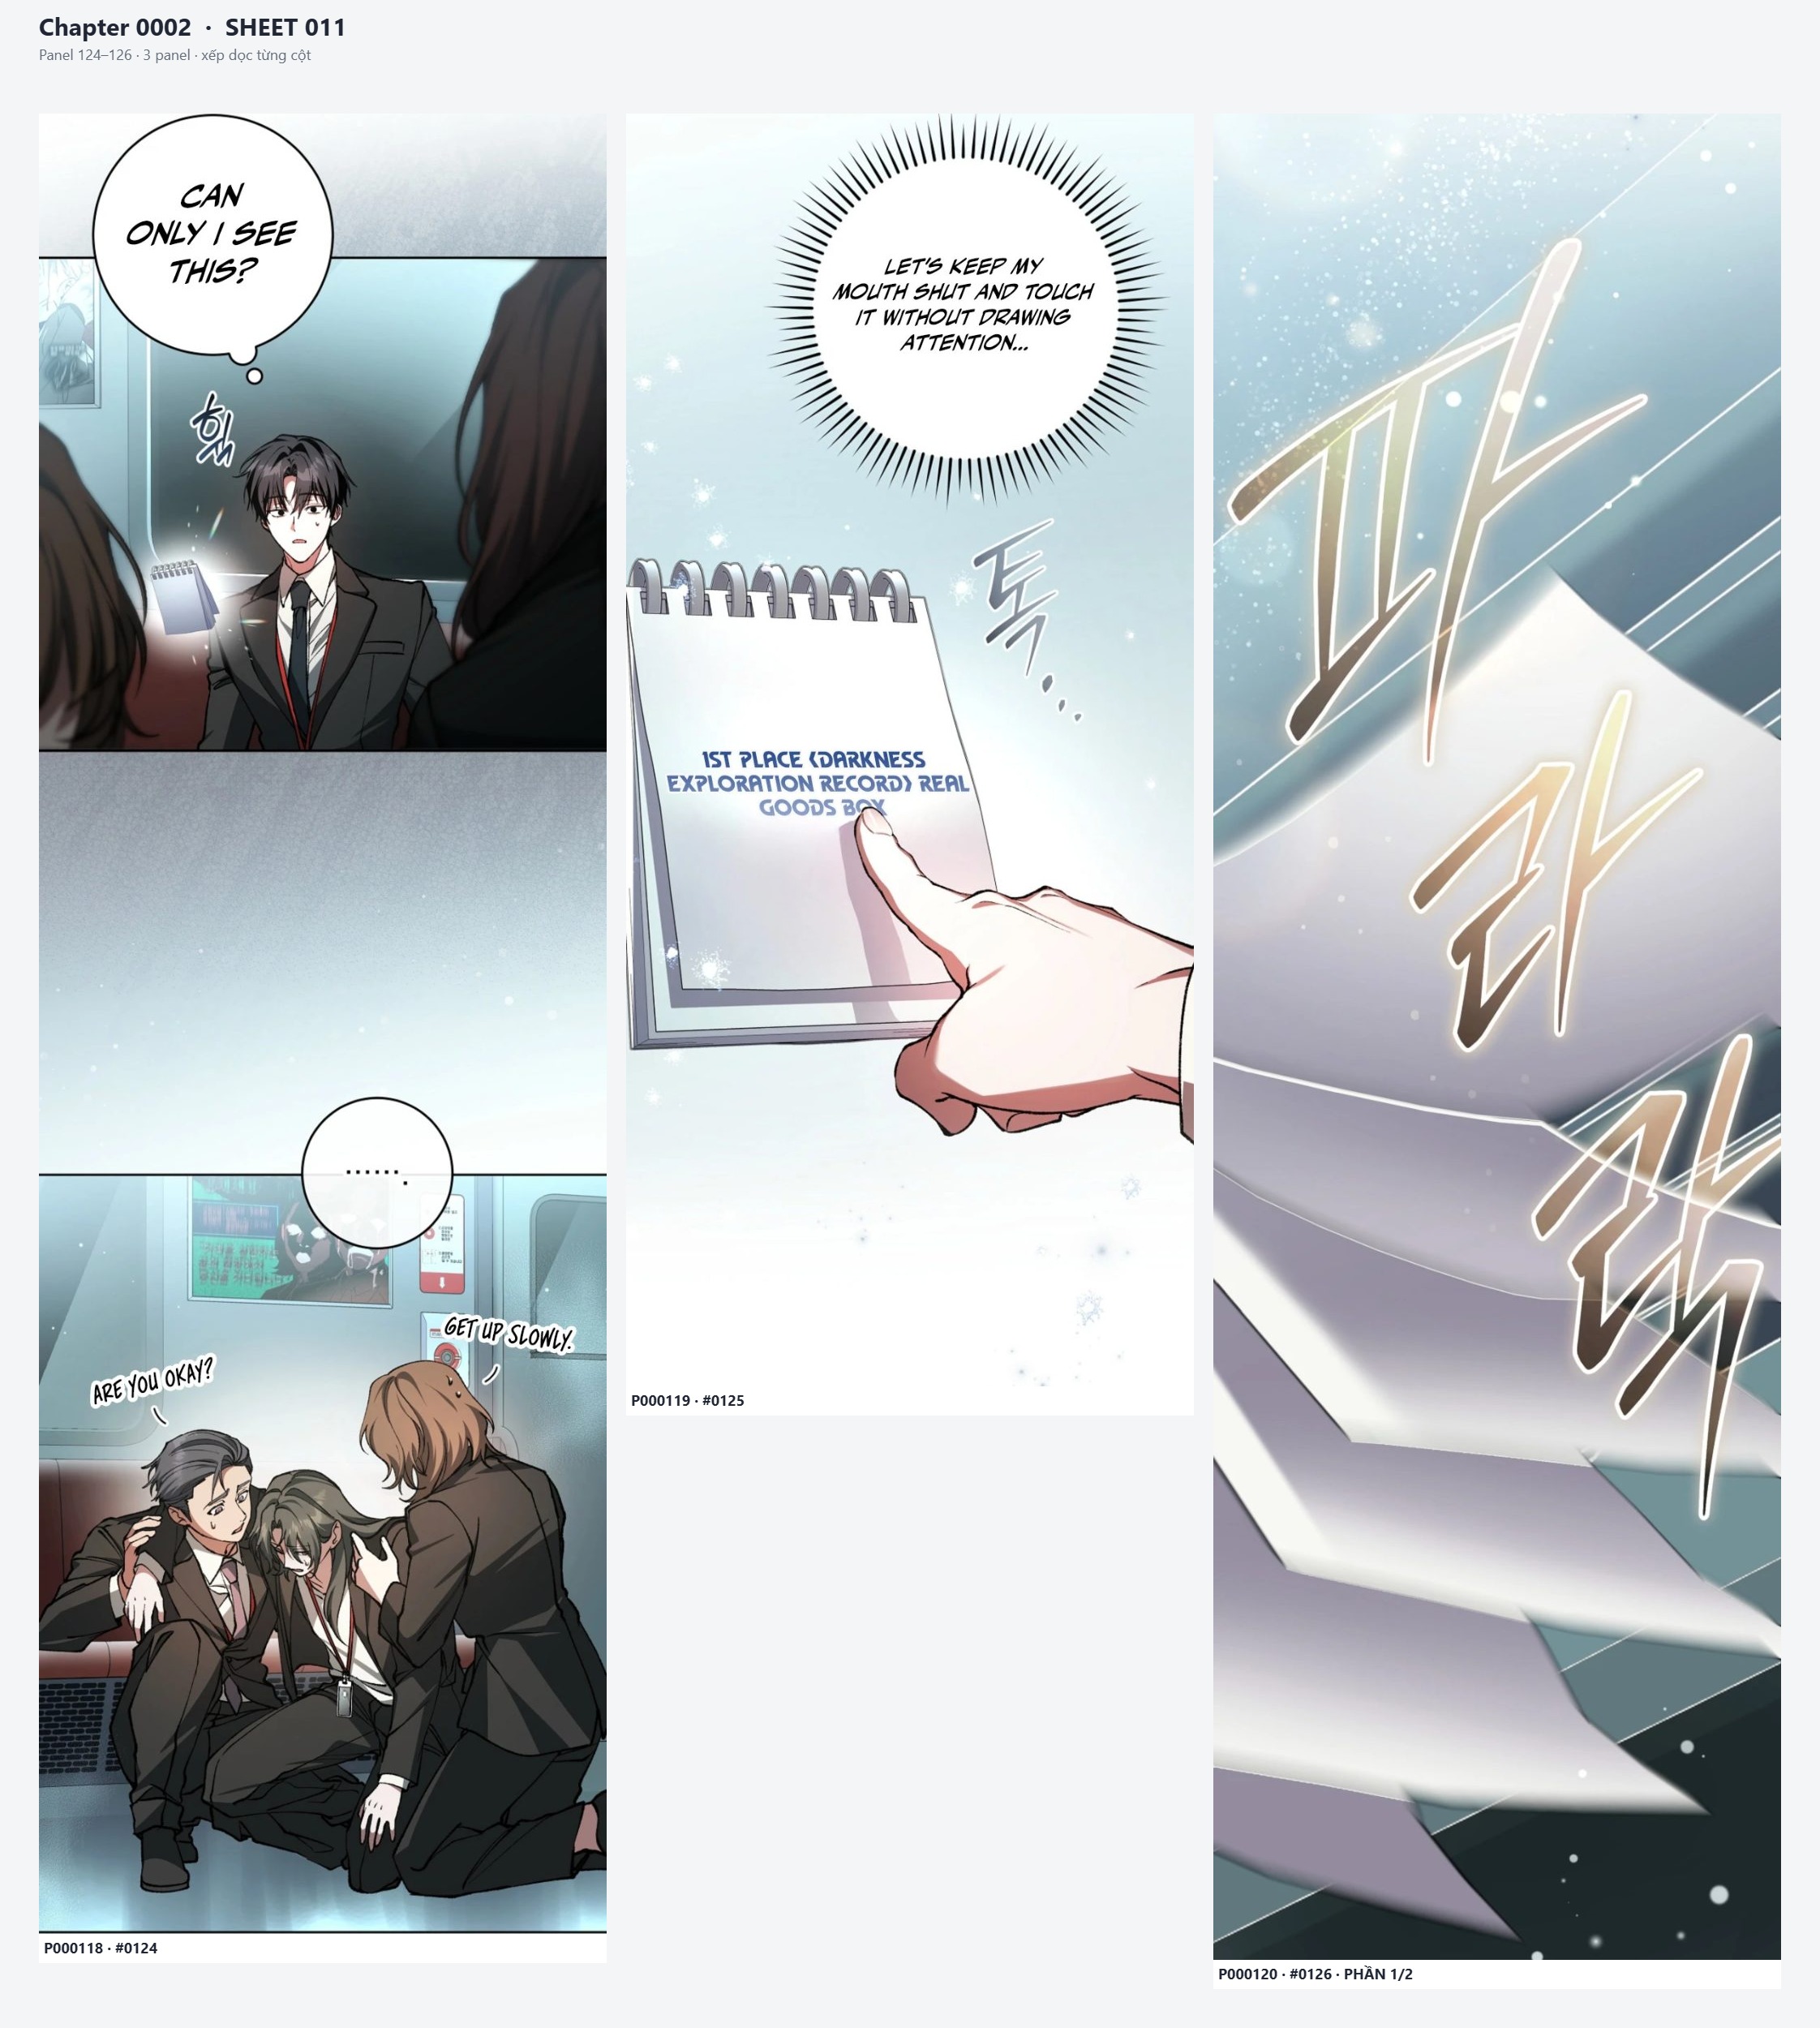 Chapter 0002 · SHEET 011
Panel 124–126 · 3 panel · xếp dọc từng cột
CAN
ONLY I SEE
THIS?
휙
.......
GET UP SLOWLY.
ARE YOU OKAY?
P000118 · #0124
LET'S KEEP MY
MOUTH SHUT AND TOUCH
IT WITHOUT DRAWING
ATTENTION...
톡...
1ST PLACE (DARKNESS
EXPLORATION RECORD) REAL
GOODS BOX
P000119 · #0125
파
라
락
P000120 · #0126 · PHẦN 1/2